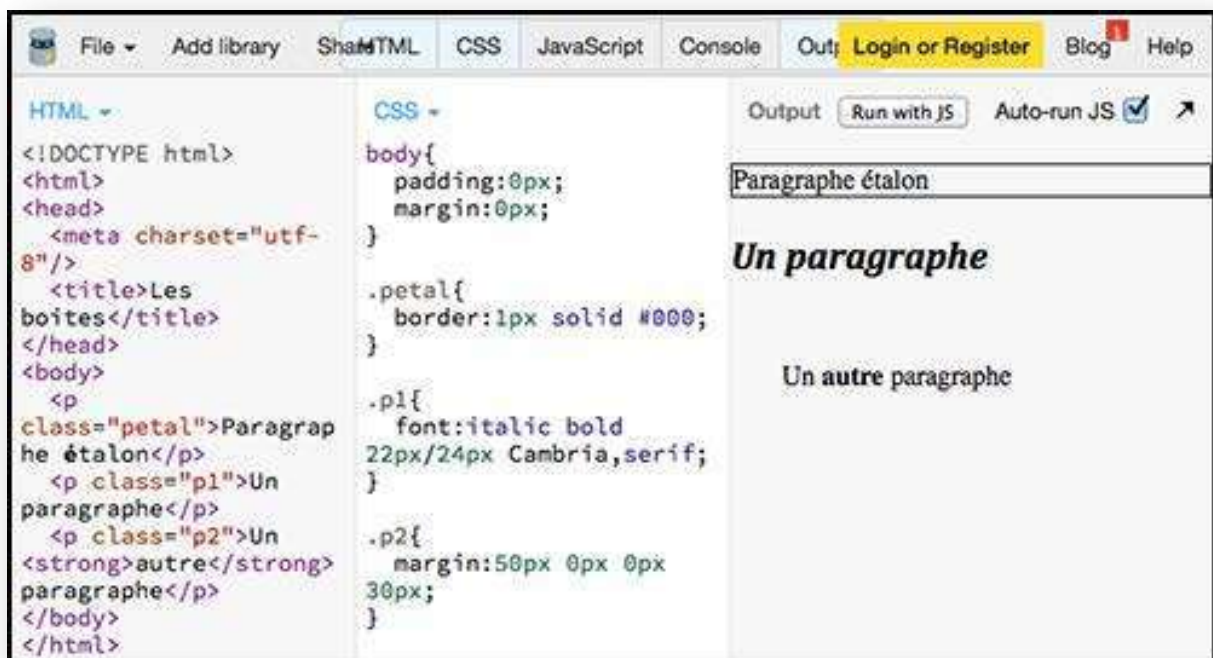 File Add library Share HTML CSS JavaScript Console Login or Register Blog 1 Help
HTML
<!DOCTYPE html>
<html>
<head>
<meta charset="utf-
8"/>
<title>Les
boites</title>
</head>
<body>
<p
class="petal">Paragrap
he étalon</p>
<p class="p1">Un
paragraphe</p>
<p class="p2">Un
<strong>autre</strong>
paragraphe</p>
</body>
</html>
CSS
body{
padding:0px;
margin:0px;
}
.petal{
border:1px solid #000;
}
.p1{
font:italic bold
22px/24px Cambria,serif;
}
.p2{
margin:50px 0px 0px
30px;
}
Output Run with JS Auto-run JS
Paragraphe étalon
Un paragraphe
Un autre paragraphe